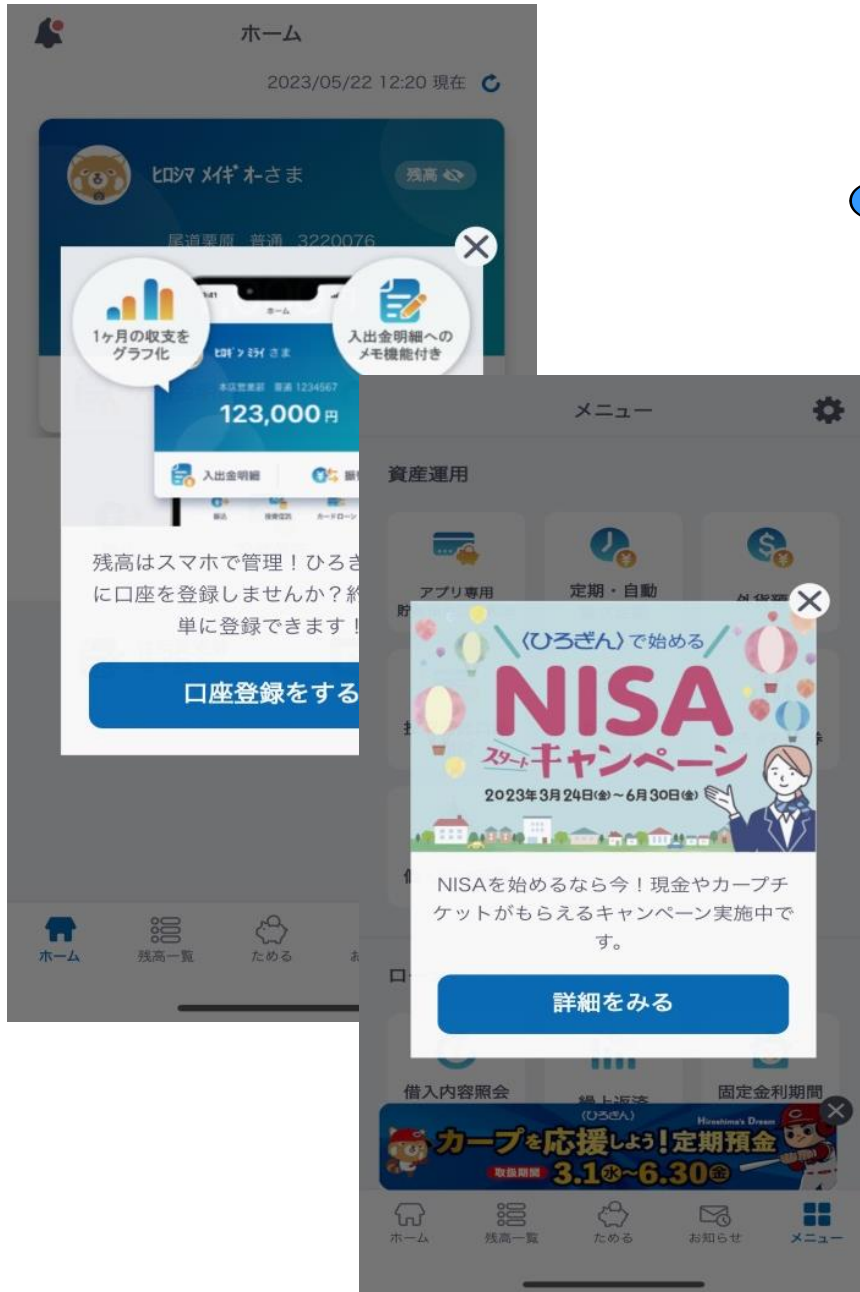 ホーム
2023/05/22 12:20 現在
ﾋﾛｼﾏ ﾒｲｷﾞｵｰさま
残高
尾道栗原 普通 3220076
1ヶ月の収支を
グラフ化
入出金明細への
メモ機能付き
ホーム
ﾋﾛｷﾞﾝ ﾐﾗｲ さま
本店営業部 普通 1234567
123,000 円
入出金明細
振込
投資信託
カードローン
残高はスマホで管理！ひろぎ
に口座を登録しませんか？
単に登録できます！
口座登録をする
ホーム
残高一覧
ためる
メニュー
資産運用
アプリ専用
定期・自動
〈ひろぎん〉で始める
NISA
スタート
キャンペーン
2023年3月24日(金)～6月30日(金)
NISAを始めるなら今！現金やカープチ
ケットがもらえるキャンペーン実施中で
す。
詳細をみる
借入内容照会
繰上返済
固定金利期間
〈ひろぎん〉
Hiroshima's Dream
カープを応援しよう！定期預金
取扱期間 3.1㊌～6.30㊎
ホーム
残高一覧
ためる
お知らせ
メニュー